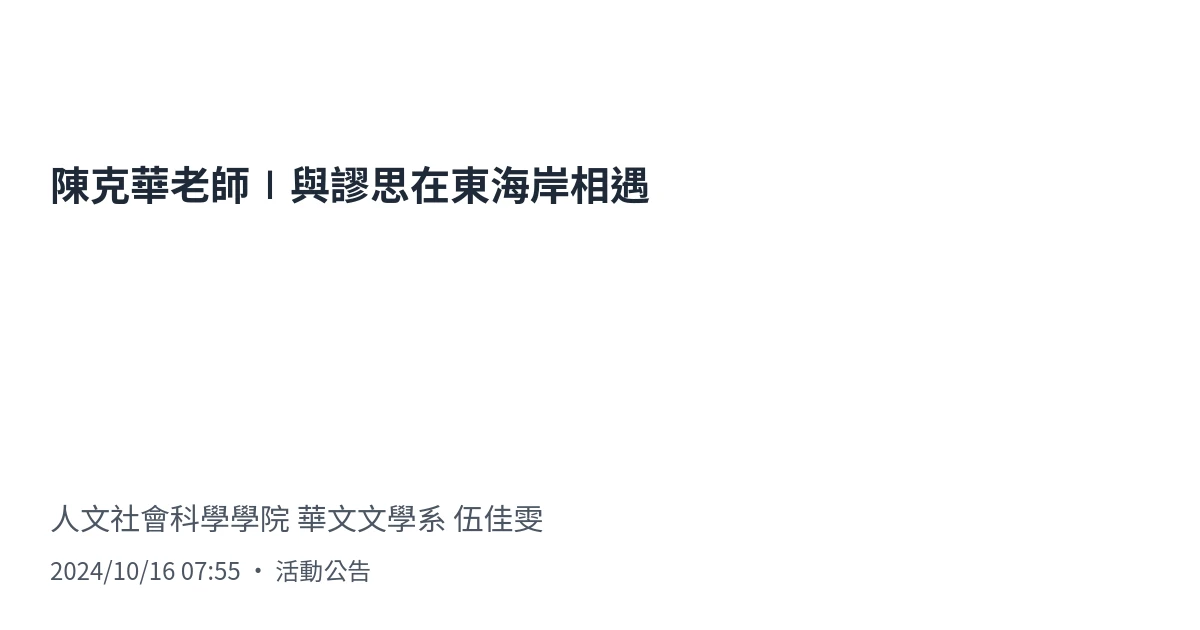 陳克華老師∣與謬思在東海岸相遇
人文社會科學學院 華文文學系 伍佳雯
2024/10/16 07:55 • 活動公告